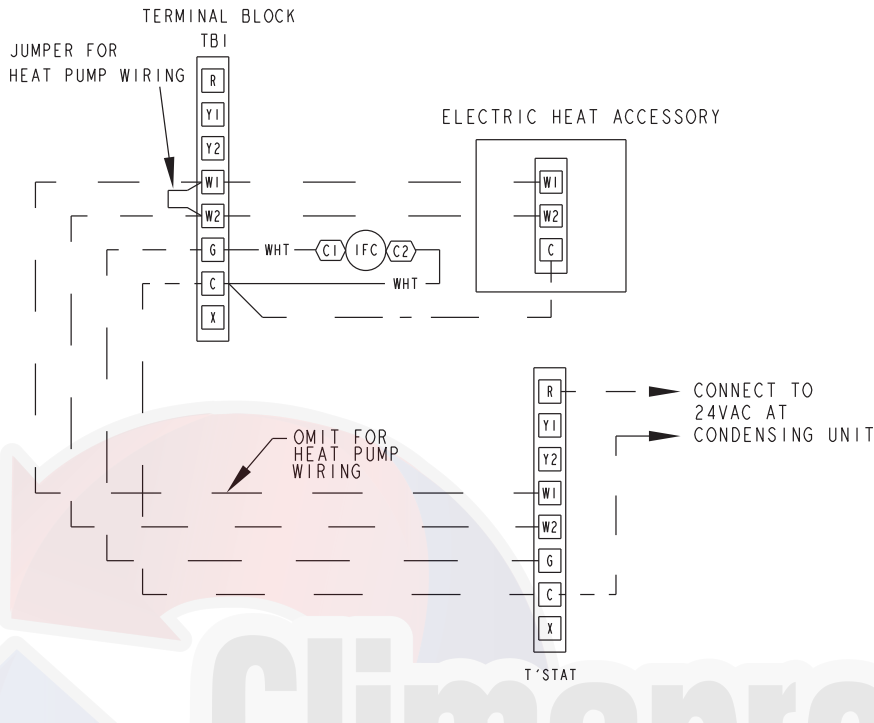 TERMINAL BLOCK
TB1
JUMPER FOR
HEAT PUMP WIRING
R
Y1
Y2
W1
W2
G
C
X
WHT
C1
IFC
C2
WHT
ELECTRIC HEAT ACCESSORY
W1
W2
C
OMIT FOR
HEAT PUMP
WIRING
R
Y1
Y2
W1
W2
G
C
X
T'STAT
CONNECT TO
24VAC AT
CONDENSING UNIT